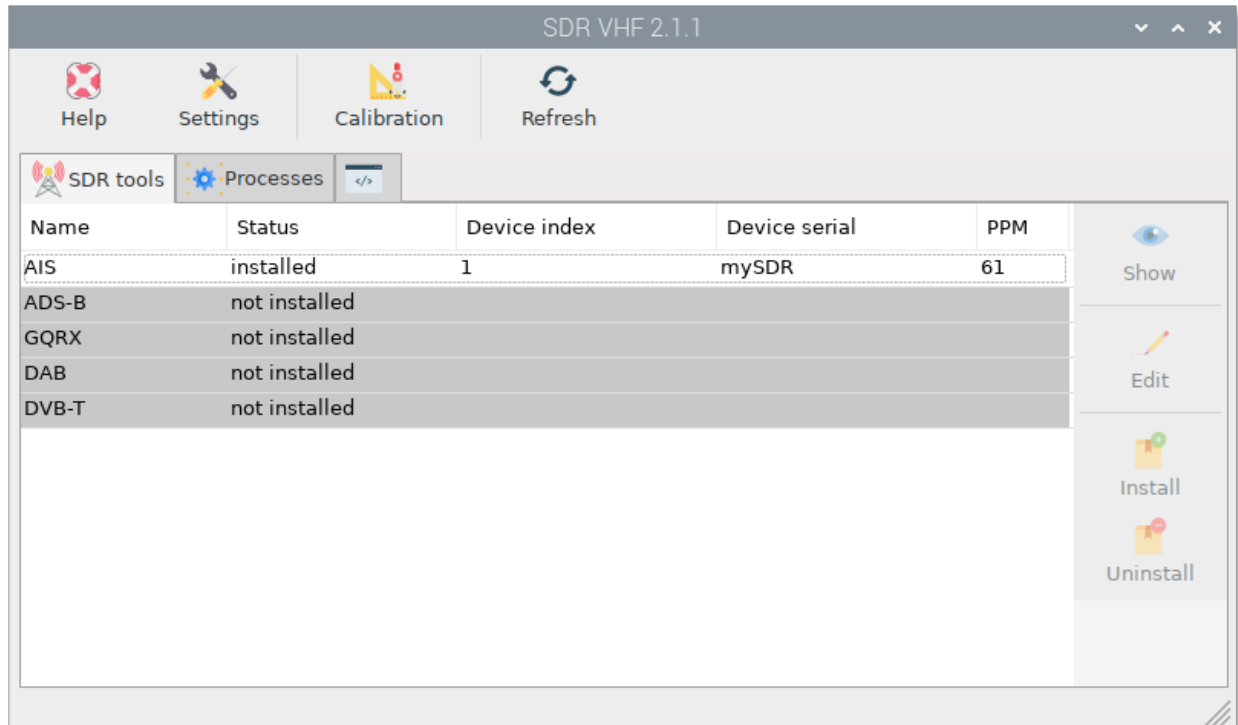 SDR VHF 2.1.1
Help Settings Calibration Refresh
SDR tools Processes </>
Name Status Device index Device serial PPM
AIS installed 1 mySDR 61
ADS-B not installed
GQRX not installed
DAB not installed
DVB-T not installed
Show
Edit
Install
Uninstall